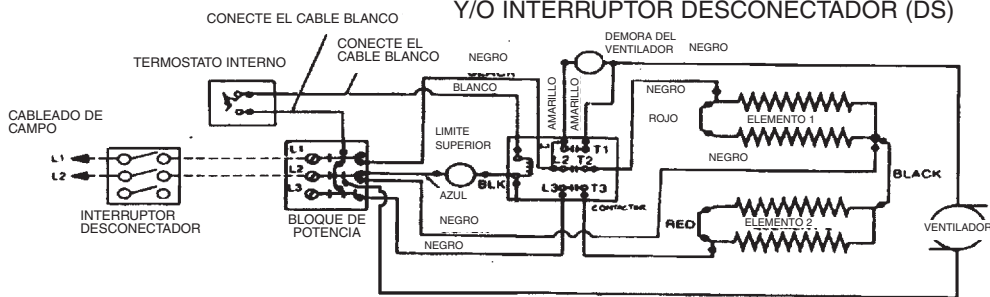 Y/O INTERRUPTOR DESCONECTADOR (DS)
CONECTE EL CABLE BLANCO
CONECTE EL
CABLE BLANCO
TERMOSTATO INTERNO
NEGRO
BLACK
BLANCO
DEMORA DEL
VENTILADOR
NEGRO
AMARILLO
AMARILLO
NEGRO
ROJO
ELEMENTO 1
NEGRO
CABLEADO DE
CAMPO
L1
L2
INTERRUPTOR
DESCONECTADOR
L1
L2
L3
BLOQUE DE
POTENCIA
LIMITE
SUPERIOR
AZUL
BLK
NEGRO
NEGRO
T1
L2 T2
L3 T3
CONTACTOR
BLACK
RED
ELEMENTO 2
VENTILADOR